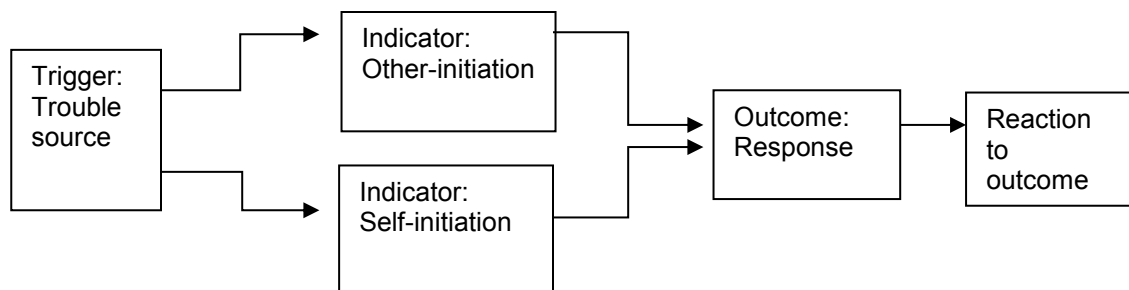 Trigger:
Trouble
source
Indicator:
Other-initiation
Indicator:
Self-initiation
Outcome:
Response
Reaction
to
outcome